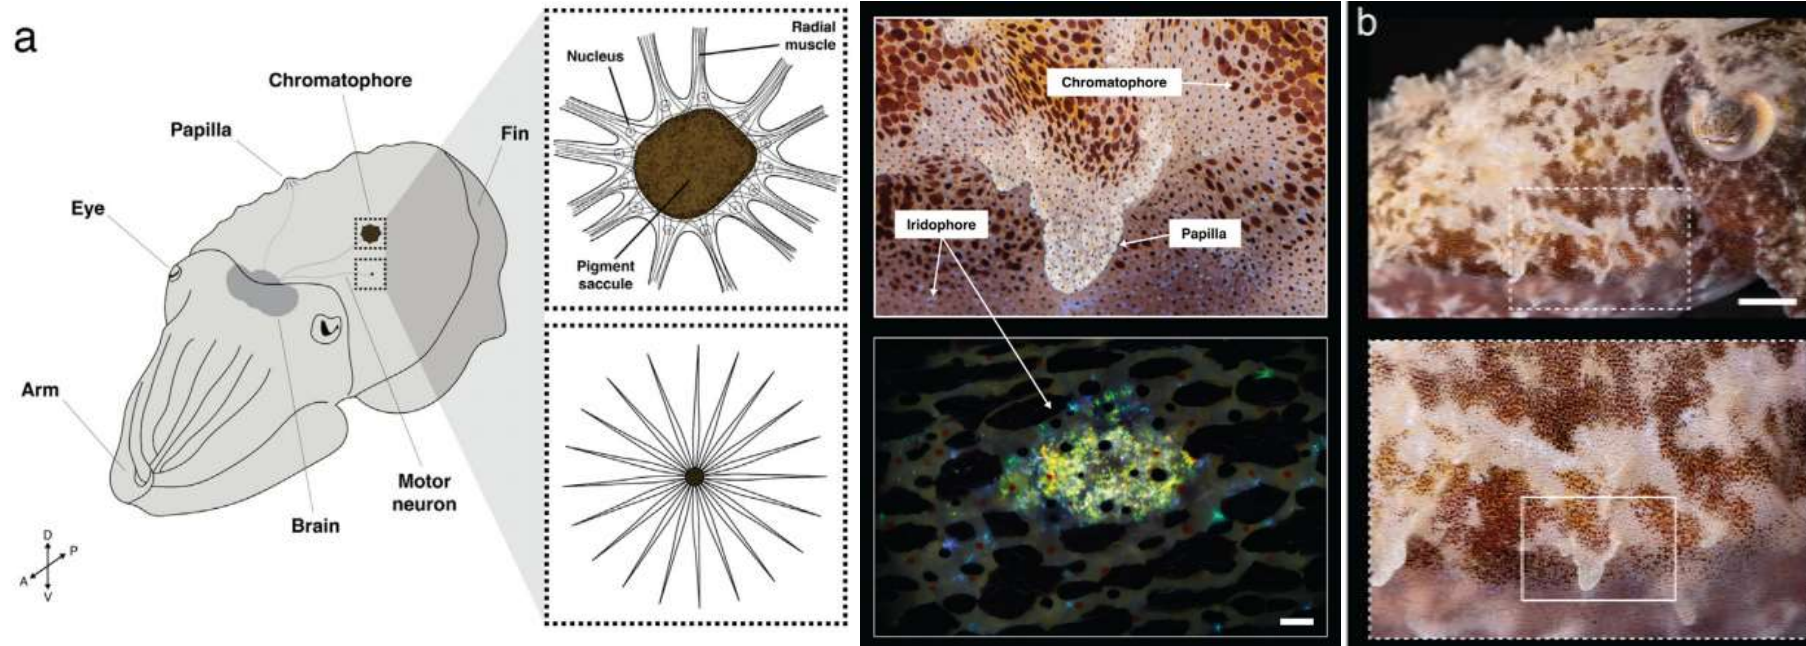 a
Chromatophore
Papilla
Fin
Eye
Arm
Motor
neuron
Brain
D
P
A
V
Nucleus
Radial
muscle
Pigment
saccule
Chromatophore
Iridophore
Papilla
b